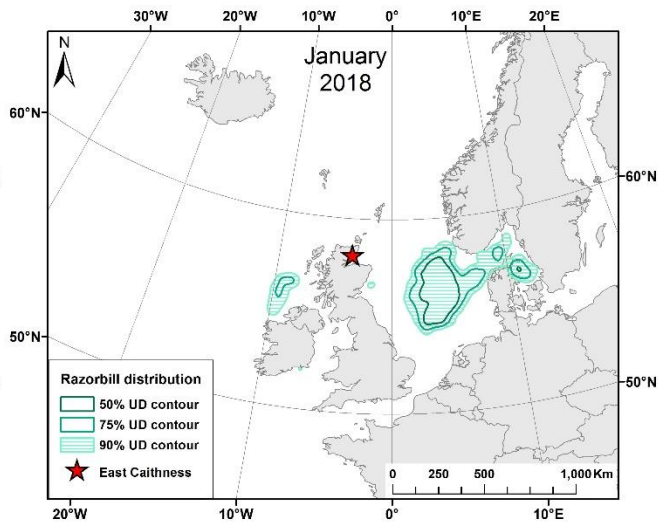 30°W 20°W 10°W 0° 10°E 20°E
N
January
2018
60°N
60°N
50°N
50°N
Razorbill distribution
50% UD contour
75% UD contour
90% UD contour
East Caithness
0 250 500 1,000 Km
20°W 10°W 0° 10°E